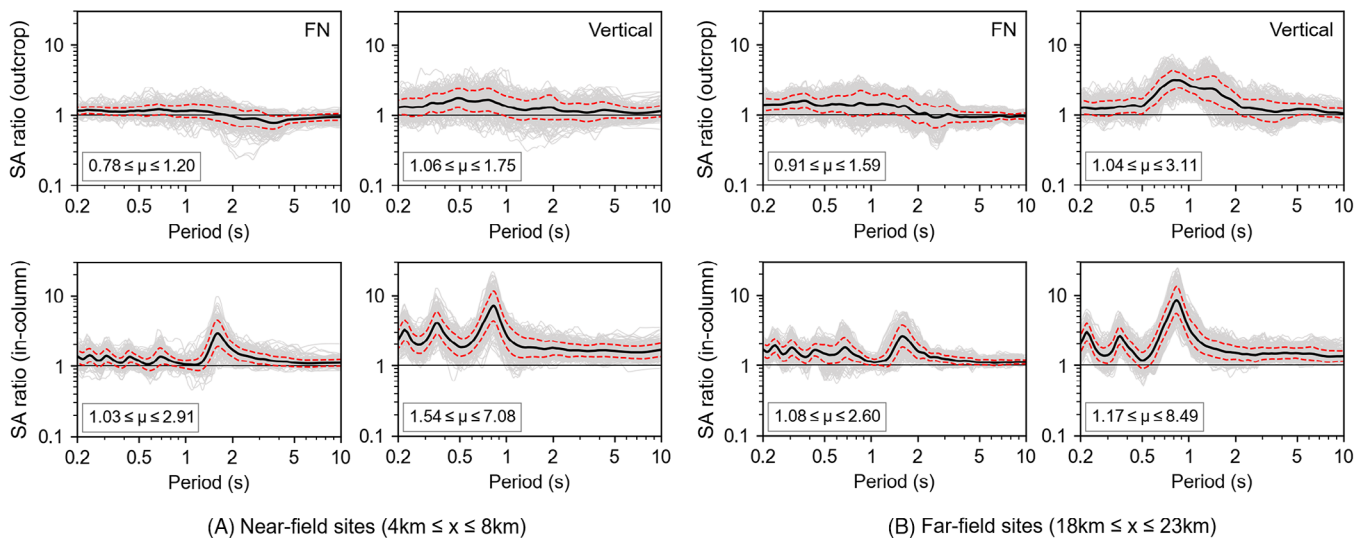 FN
Vertical
FN
Vertical
SA ratio (outcrop)
10
1
0.1
0.78 ≤ μ ≤ 1.20
0.2 0.5 1 2 5 10
Period (s)
10
1
0.1
1.06 ≤ μ ≤ 1.75
0.2 0.5 1 2 5 10
Period (s)
SA ratio (outcrop)
10
1
0.1
0.91 ≤ μ ≤ 1.59
0.2 0.5 1 2 5 10
Period (s)
10
1
0.1
1.04 ≤ μ ≤ 3.11
0.2 0.5 1 2 5 10
Period (s)
SA ratio (in-column)
10
1
0.1
1.03 ≤ μ ≤ 2.91
0.2 0.5 1 2 5 10
Period (s)
10
1
0.1
1.54 ≤ μ ≤ 7.08
0.2 0.5 1 2 5 10
Period (s)
SA ratio (in-column)
10
1
0.1
1.08 ≤ μ ≤ 2.60
0.2 0.5 1 2 5 10
Period (s)
10
1
0.1
1.17 ≤ μ ≤ 8.49
0.2 0.5 1 2 5 10
Period (s)
(A) Near-field sites (4km ≤ x ≤ 8km)
(B) Far-field sites (18km ≤ x ≤ 23km)